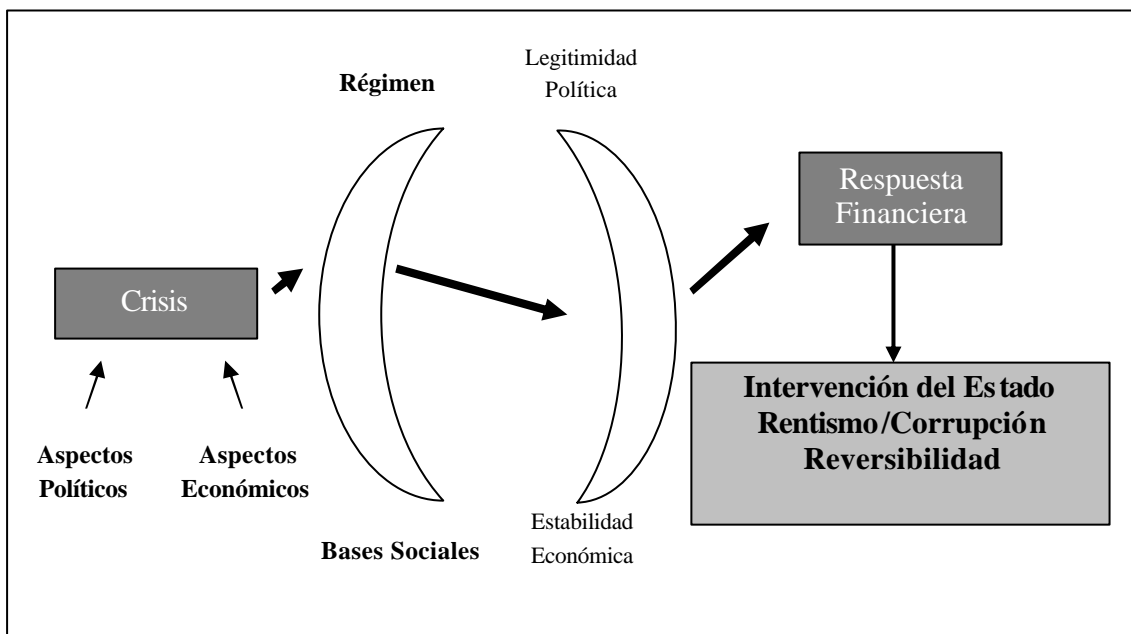 Legitimidad
Política
Régimen
Respuesta
Financiera
Crisis
Intervención del Estado
Rentismo/Corrupción
Reversibilidad
Aspectos
Políticos
Aspectos
Económicos
Estabilidad
Económica
Bases Sociales